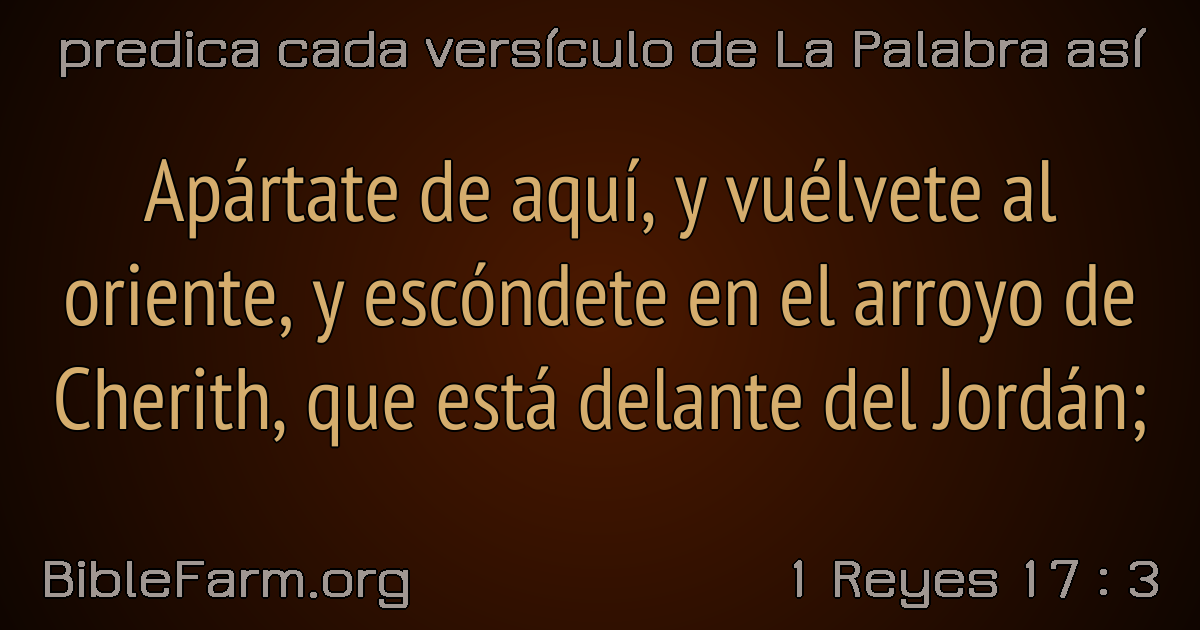 predica cada versículo de La Palabra así
Apártate de aquí, y vuélvete al
oriente, y escóndete en el arroyo de
Cherith, que está delante del Jordán;
BibleFarm.org
1 Reyes 17 : 3